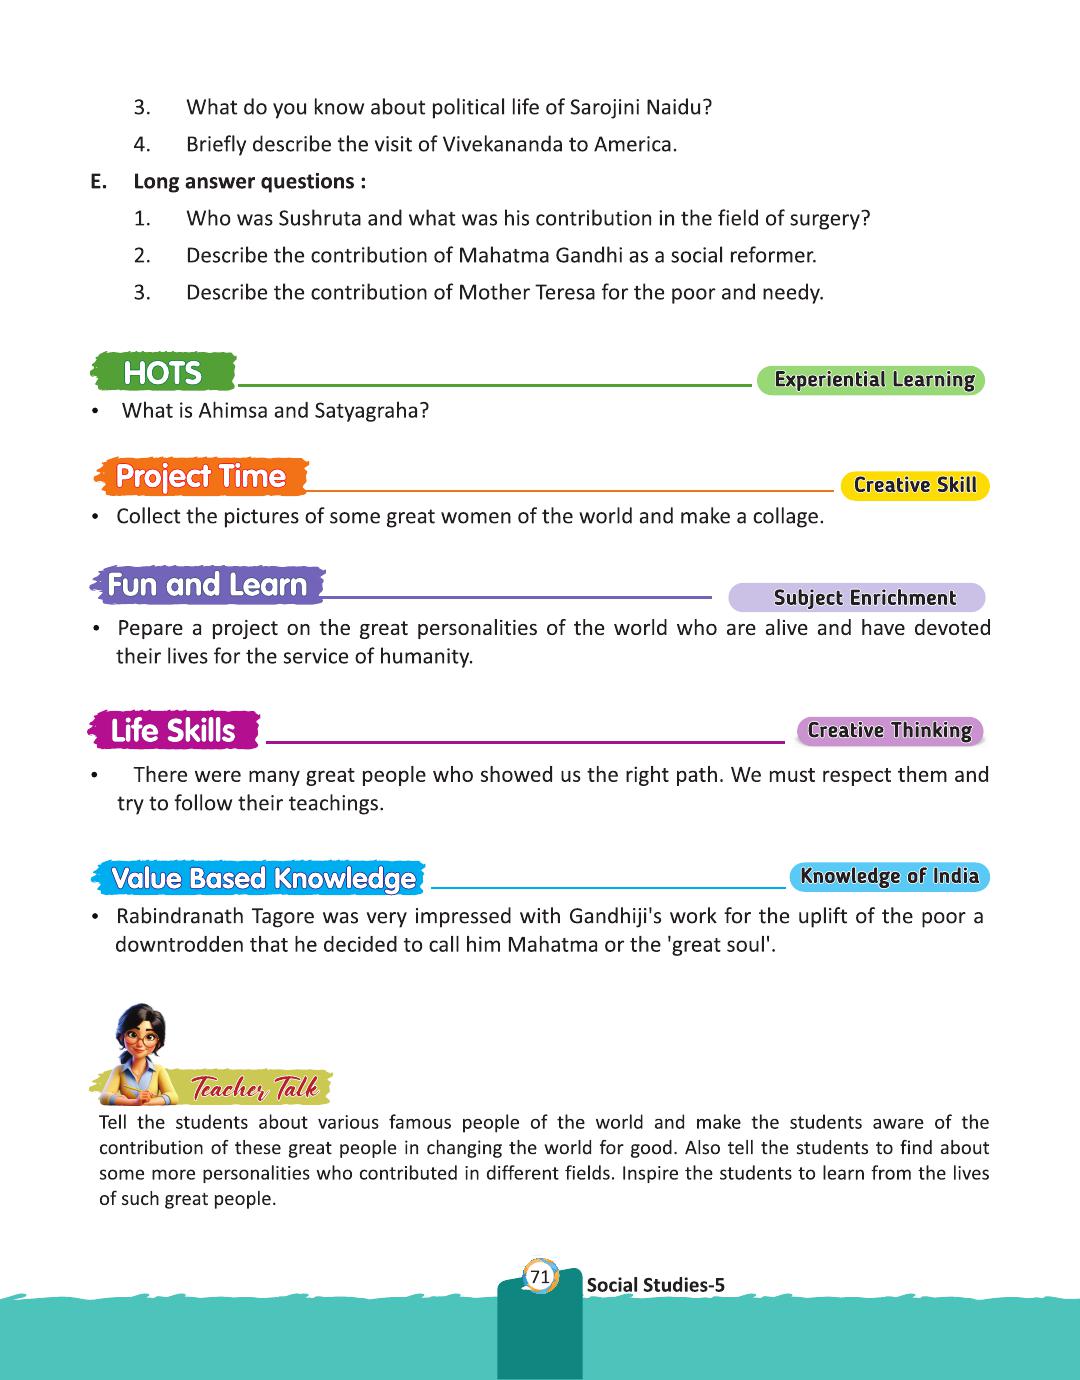 3. What do you know about political life of Sarojini Naidu?
4. Briefly describe the visit of Vivekananda to America.
E. Long answer questions :
1. Who was Sushruta and what was his contribution in the field of surgery?
2. Describe the contribution of Mahatma Gandhi as a social reformer.
3. Describe the contribution of Mother Teresa for the poor and needy.
HOTS Experiential Learning
• What is Ahimsa and Satyagraha?
Project Time Creative Skill
• Collect the pictures of some great women of the world and make a collage.
Fun and Learn Subject Enrichment
• Pepare a project on the great personalities of the world who are alive and have devoted
their lives for the service of humanity.
Life Skills Creative Thinking
• There were many great people who showed us the right path. We must respect them and
try to follow their teachings.
Value Based Knowledge Knowledge of India
• Rabindranath Tagore was very impressed with Gandhiji's work for the uplift of the poor a
downtrodden that he decided to call him Mahatma or the 'great soul'.
Teacher Talk
Tell the students about various famous people of the world and make the students aware of the
contribution of these great people in changing the world for good. Also tell the students to find about
some more personalities who contributed in different fields. Inspire the students to learn from the lives
of such great people.
71 Social Studies-5